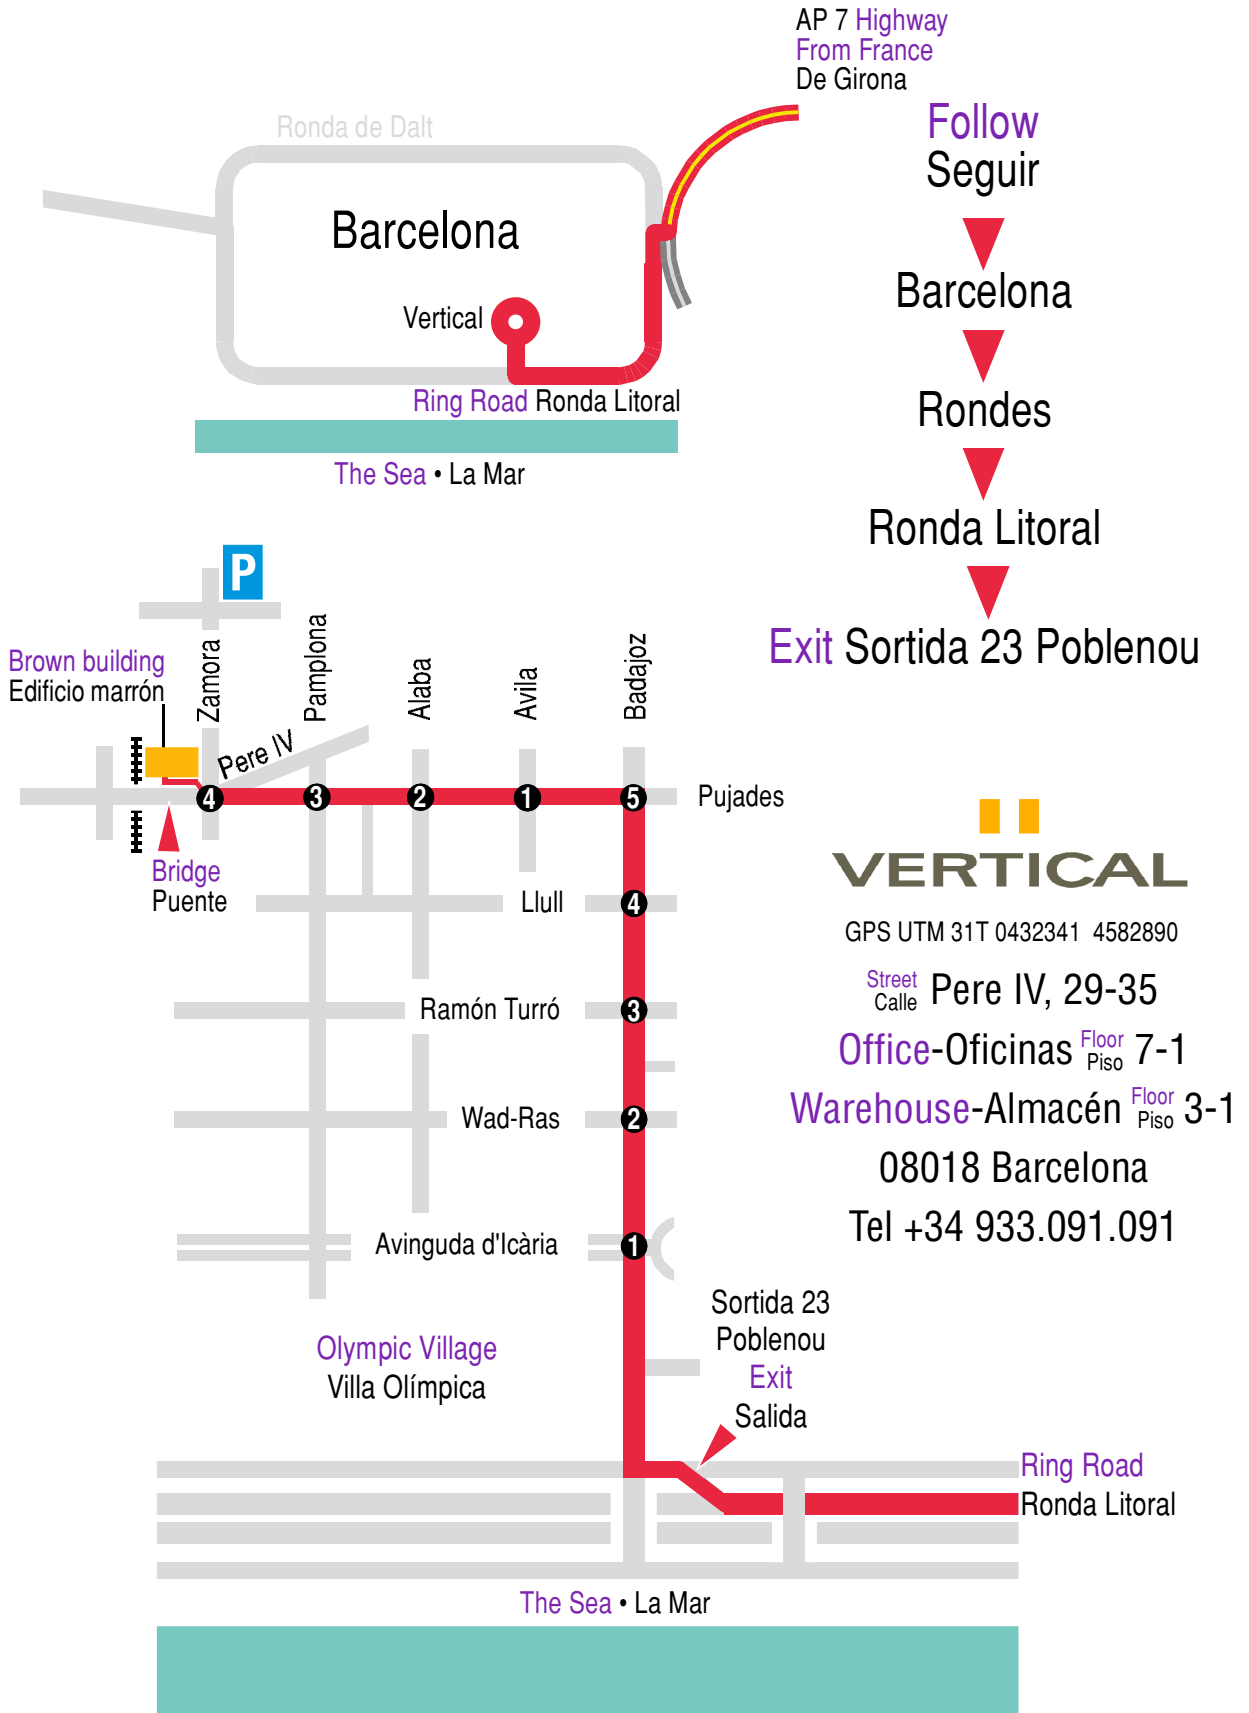 AP 7 Highway
From France
De Girona
Ronda de Dalt
Barcelona
Vertical
Ring Road Ronda Litoral
The Sea • La Mar
Follow
Seguir
Barcelona
Rondes
Ronda Litoral
Exit Sortida 23 Poblenou
P
Brown building
Edificio marrón
Zamora
Pamplona
Alaba
Avila
Badajoz
Pere IV
4
3
2
1
5
Pujades
Bridge
Puente
Llull
4
Ramón Turró
3
Wad-Ras
2
Avinguda d'Icària
1
Olympic Village
Villa Olímpica
Sortida 23
Poblenou
Exit
Salida
Ring Road
Ronda Litoral
The Sea • La Mar
VERTICAL
GPS UTM 31T 0432341 4582890
Street
Calle
Pere IV, 29-35
Office-Oficinas Floor
Piso
7-1
Warehouse-Almacén Floor
Piso
3-1
08018 Barcelona
Tel +34 933.091.091